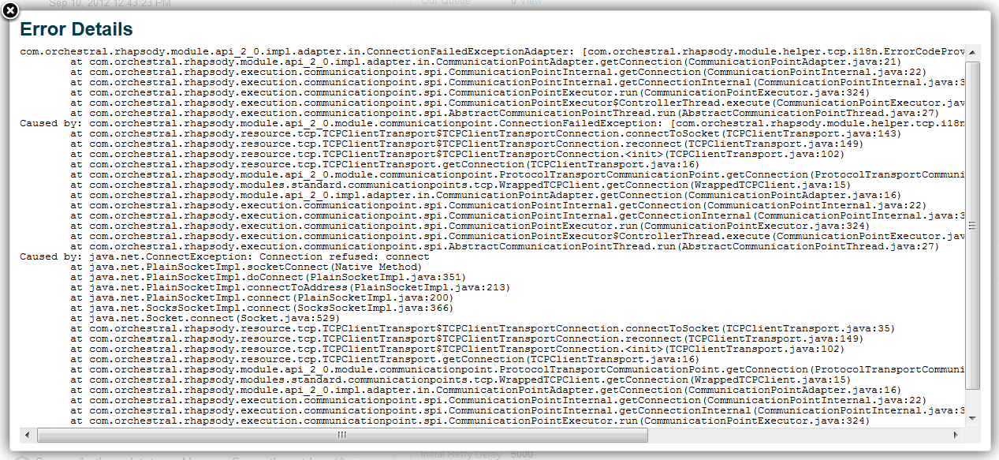 Sep 10, 2012 12:43:23 PM
Out Queue 0 View
Error Details
com.orchestral.rhapsody.module.api_2_0.impl.adapter.in.ConnectionFailedExceptionAdapter: [com.orchestral.rhapsody.module.helper.tcp.i18n.ErrorCodeProv
at com.orchestral.rhapsody.module.api_2_0.impl.adapter.in.CommunicationPointAdapter.getConnection(CommunicationPointAdapter.java:21)
at com.orchestral.rhapsody.execution.communicationpoint.spi.CommunicationPointInternal.getConnection(CommunicationPointInternal.java:22)
at com.orchestral.rhapsody.execution.communicationpoint.spi.CommunicationPointExecutor.getConnectionInternal(CommunicationPointInternal.java:3
at com.orchestral.rhapsody.execution.communicationpoint.spi.CommunicationPointExecutor.run(CommunicationPointExecutor.java:324)
at com.orchestral.rhapsody.execution.communicationpoint.spi.CommunicationPointExecutor$ControllerThread.execute(CommunicationPointExecutor.jav
at com.orchestral.rhapsody.execution.communicationpoint.spi.AbstractCommunicationPointThread.run(AbstractCommunicationPointThread.java:27)
Caused by: com.orchestral.rhapsody.module.api_2_0.module.communicationpoint.ConnectionFailedException: [com.orchestral.rhapsody.module.helper.tcp.i18n
at com.orchestral.rhapsody.resource.tcp.TCPClientTransport$TCPClientTransportConnection.connectToSocket(TCPClientTransport.java:143)
at com.orchestral.rhapsody.resource.tcp.TCPClientTransport$TCPClientTransportConnection.reconnect(TCPClientTransport.java:149)
at com.orchestral.rhapsody.resource.tcp.TCPClientTransport$TCPClientTransportConnection.<init>(TCPClientTransport.java:102)
at com.orchestral.rhapsody.resource.tcp.TCPClientTransport.getConnection(TCPClientTransport.java:16)
at com.orchestral.rhapsody.module.api_2_0.module.communicationpoint.ProtocolTransportCommunicationPoint.getConnection(ProtocolTransportCommuni
at com.orchestral.rhapsody.modules.standard.communicationpoints.tcp.WrappedTCPClient.getConnection(WrappedTCPClient.java:15)
at com.orchestral.rhapsody.module.api_2_0.impl.adapter.in.CommunicationPointAdapter.getConnection(CommunicationPointAdapter.java:16)
at com.orchestral.rhapsody.execution.communicationpoint.spi.CommunicationPointInternal.getConnection(CommunicationPointInternal.java:22)
at com.orchestral.rhapsody.execution.communicationpoint.spi.CommunicationPointInternal.getConnectionInternal(CommunicationPointInternal.java:3
at com.orchestral.rhapsody.execution.communicationpoint.spi.CommunicationPointExecutor.run(CommunicationPointExecutor.java:324)
at com.orchestral.rhapsody.execution.communicationpoint.spi.CommunicationPointExecutor$ControllerThread.execute(CommunicationPointExecutor.jav
at com.orchestral.rhapsody.execution.communicationpoint.spi.AbstractCommunicationPointThread.run(AbstractCommunicationPointThread.java:27)
Caused by: java.net.ConnectException: Connection refused: connect
at java.net.PlainSocketImpl.socketConnect(Native Method)
at java.net.PlainSocketImpl.doConnect(PlainSocketImpl.java:351)
at java.net.PlainSocketImpl.connectToAddress(PlainSocketImpl.java:213)
at java.net.PlainSocketImpl.connect(PlainSocketImpl.java:200)
at java.net.SocksSocketImpl.connect(SocksSocketImpl.java:366)
at java.net.Socket.connect(Socket.java:529)
at com.orchestral.rhapsody.resource.tcp.TCPClientTransport$TCPClientTransportConnection.connectToSocket(TCPClientTransport.java:35)
at com.orchestral.rhapsody.resource.tcp.TCPClientTransport$TCPClientTransportConnection.reconnect(TCPClientTransport.java:149)
at com.orchestral.rhapsody.resource.tcp.TCPClientTransport$TCPClientTransportConnection.<init>(TCPClientTransport.java:102)
at com.orchestral.rhapsody.resource.tcp.TCPClientTransport.getConnection(TCPClientTransport.java:16)
at com.orchestral.rhapsody.module.api_2_0.module.communicationpoint.ProtocolTransportCommunicationPoint.getConnection(ProtocolTransportCommuni
at com.orchestral.rhapsody.modules.standard.communicationpoints.tcp.WrappedTCPClient.getConnection(WrappedTCPClient.java:15)
at com.orchestral.rhapsody.module.api_2_0.impl.adapter.in.CommunicationPointAdapter.getConnection(CommunicationPointAdapter.java:16)
at com.orchestral.rhapsody.execution.communicationpoint.spi.CommunicationPointInternal.getConnection(CommunicationPointInternal.java:22)
at com.orchestral.rhapsody.execution.communicationpoint.spi.CommunicationPointInternal.getConnectionInternal(CommunicationPointInternal.java:3
at com.orchestral.rhapsody.execution.communicationpoint.spi.CommunicationPointExecutor.run(CommunicationPointExecutor.java:324)
Initial Retry Delay 5000